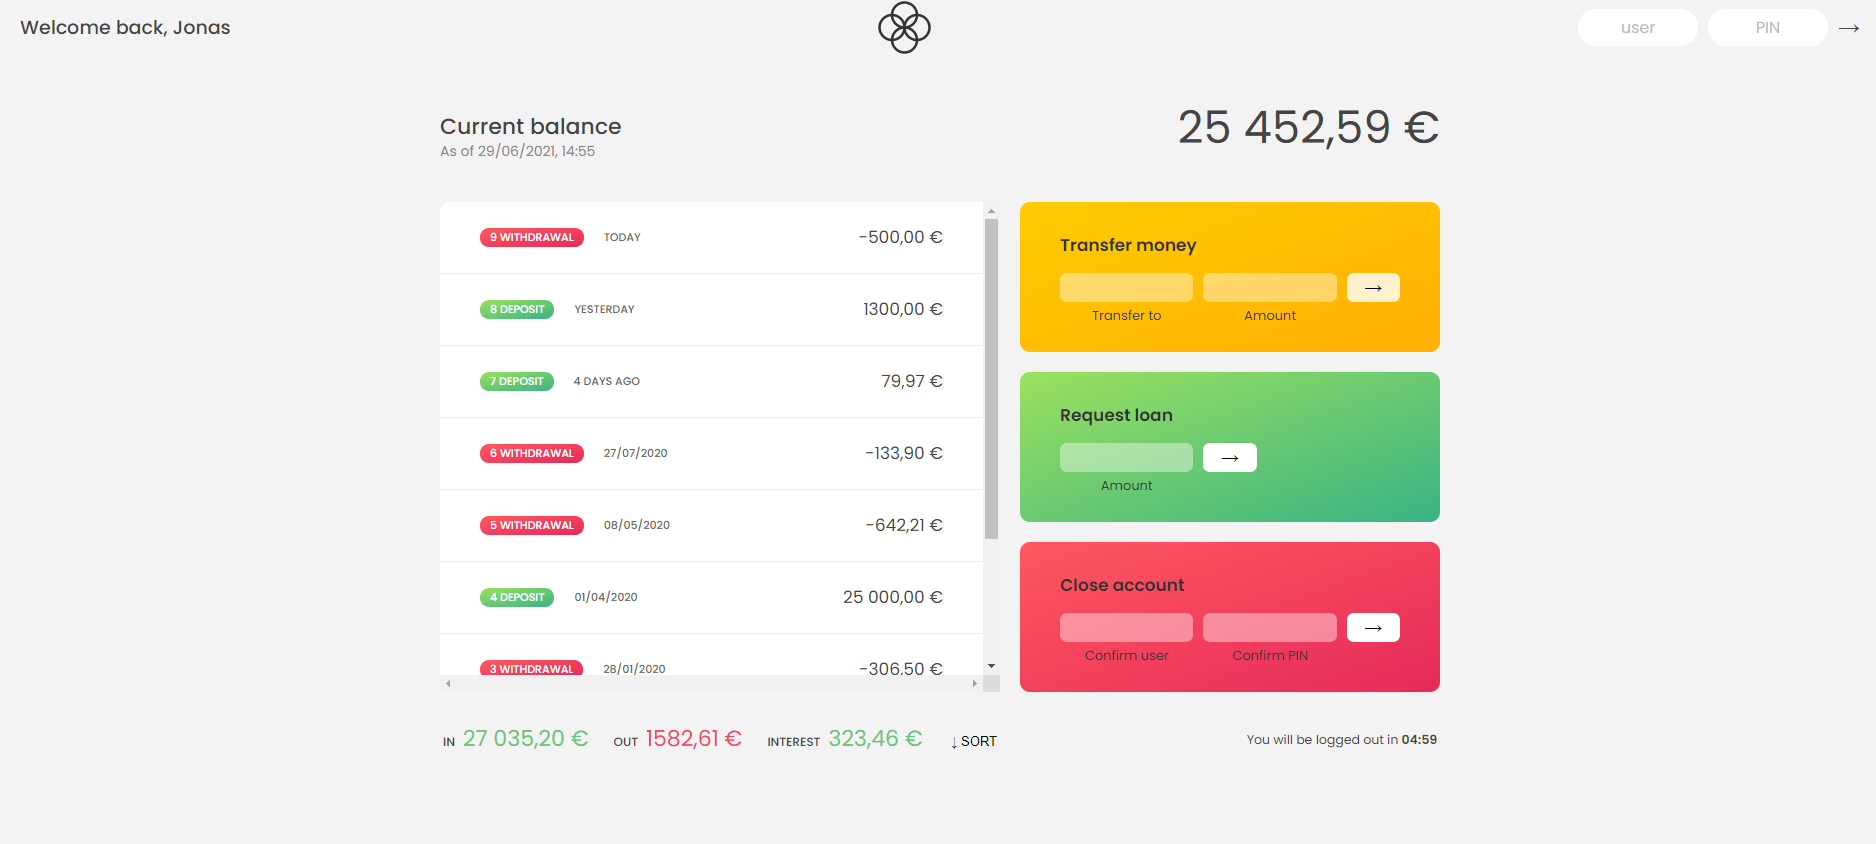 Welcome back, Jonas
user
PIN
→
Current balance
As of 29/06/2021, 14:55
25 452,59 €
9 WITHDRAWAL TODAY -500,00 €
8 DEPOSIT YESTERDAY 1300,00 €
7 DEPOSIT 4 DAYS AGO 79,97 €
6 WITHDRAWAL 27/07/2020 -133,90 €
5 WITHDRAWAL 08/05/2020 -642,21 €
4 DEPOSIT 01/04/2020 25 000,00 €
3 WITHDRAWAL 28/01/2020 -306,50 €
Transfer money
→
Transfer to Amount
Request loan
→
Amount
Close account
→
Confirm user Confirm PIN
IN 27 035,20 € OUT 1582,61 € INTEREST 323,46 € ↓ SORT
You will be logged out in 04:59